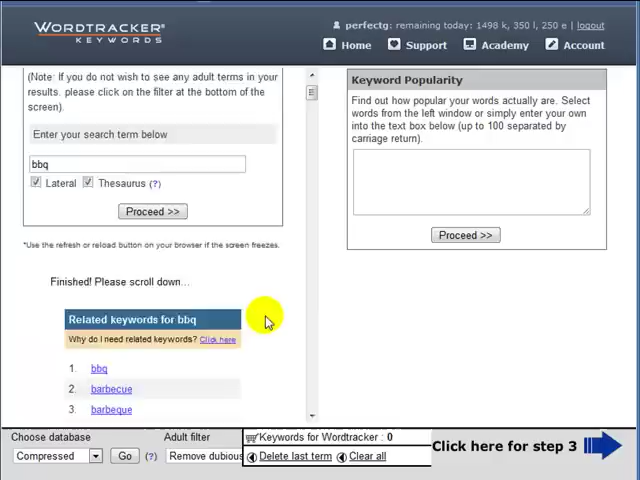 WORDTRACKER®
KEYWORDS
perfectg: remaining today: 1498 k, 350 l, 250 e | logout
Home
Support
Academy
Account
(Note: If you do not wish to see any adult terms in your
results. please click on the filter at the bottom of the
screen).
Enter your search term below
bbq
Lateral
Thesaurus (?)
Proceed >>
*Use the refresh or reload button on your browser if the screen freezes.
Finished! Please scroll down...
Related keywords for bbq
Why do I need related keywords? Click here
1. bbq
2. barbecue
3. barbeque
Keyword Popularity
Find out how popular your words actually are. Select
words from the left window or simply enter your own
into the text box below (up to 100 separated by
carriage return).
Proceed >>
Choose database
Compressed
Go
(?)
Adult filter
Remove dubious
Keywords for Wordtracker : 0
Delete last term
Clear all
Click here for step 3